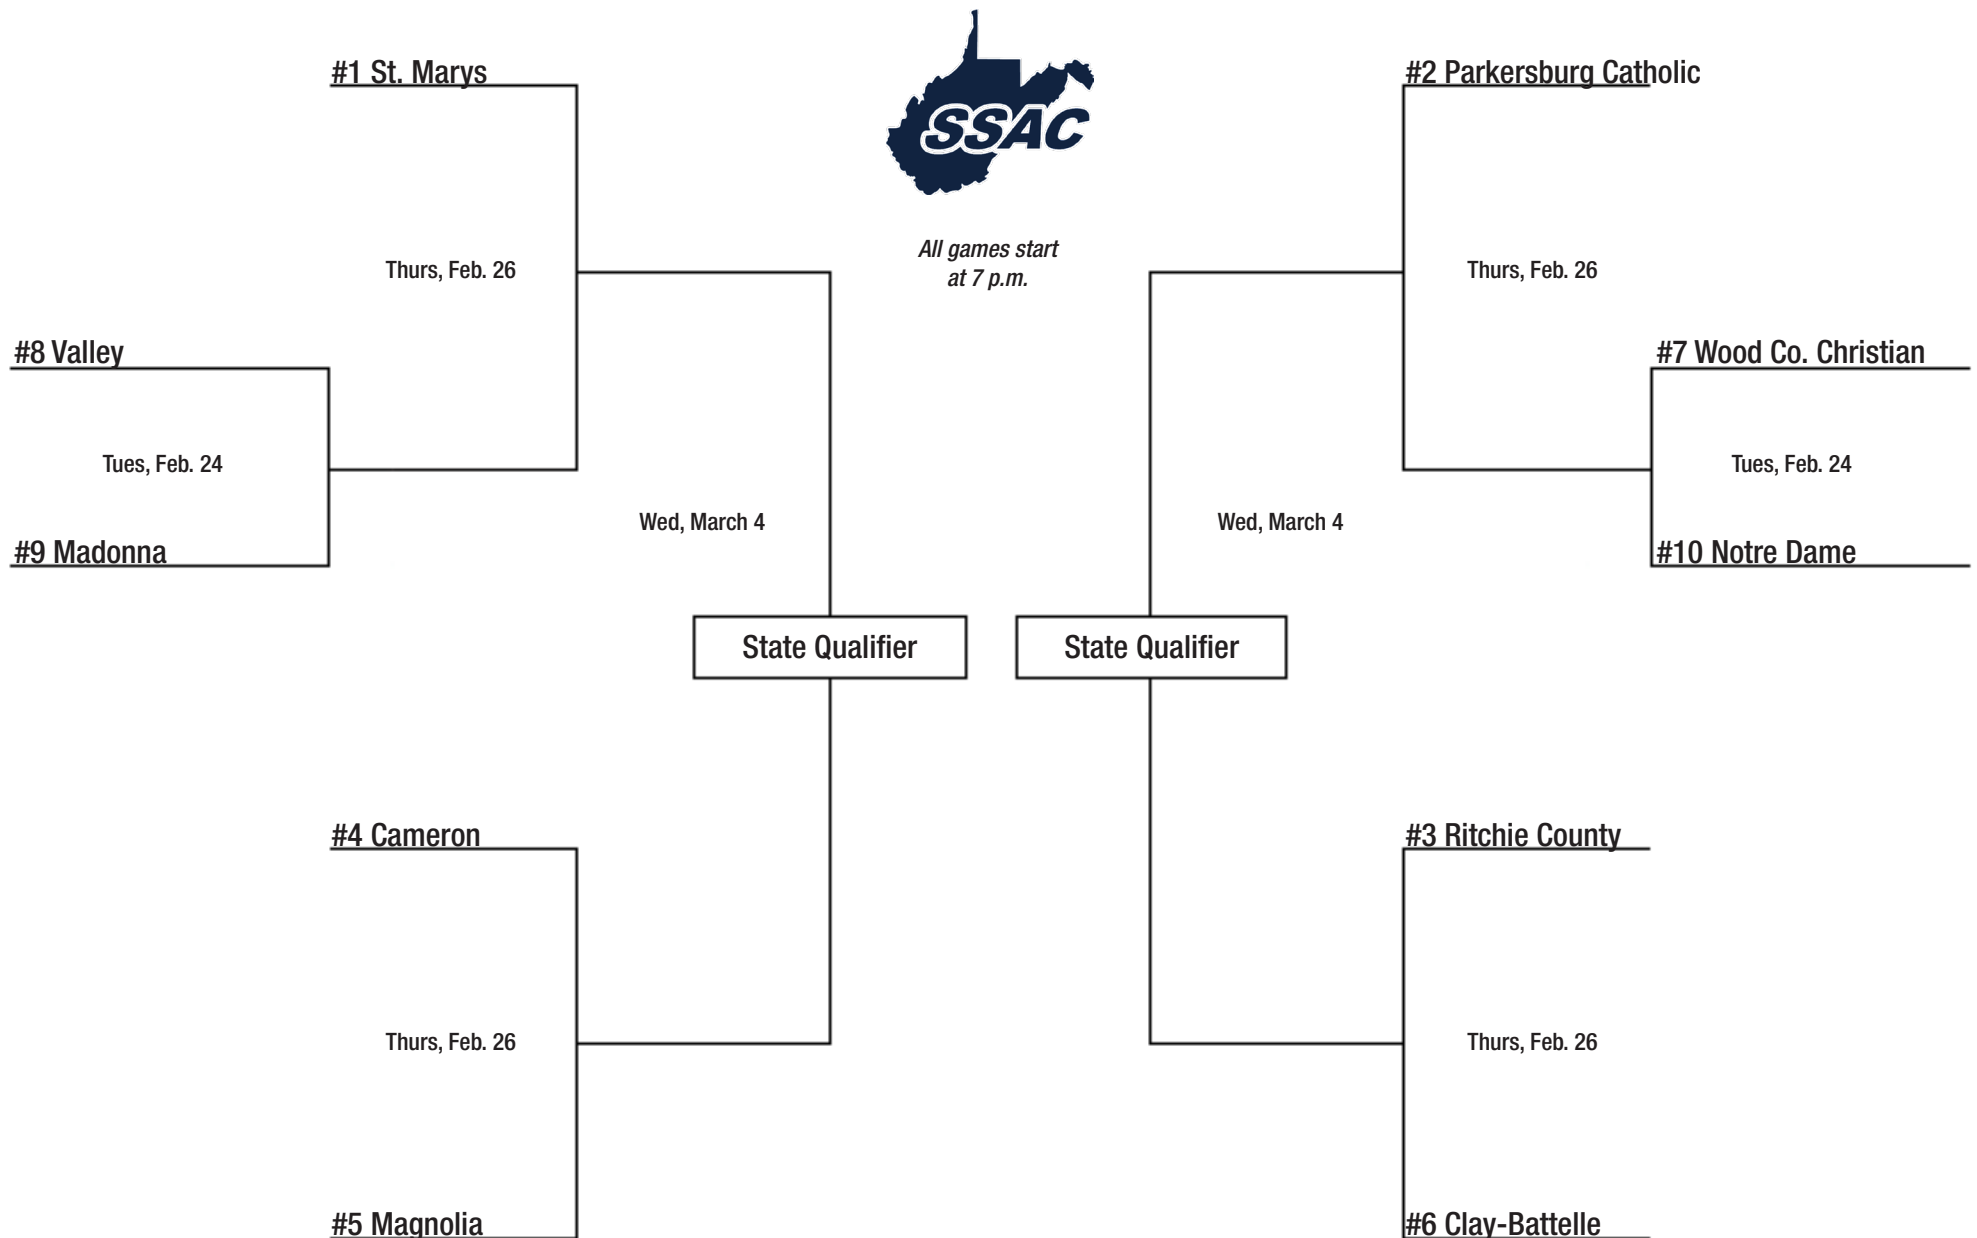 #1 St. Marys
SSAC
#2 Parkersburg Catholic
All games start
at 7 p.m.
Thurs, Feb. 26
Thurs, Feb. 26
#8 Valley
#7 Wood Co. Christian
Tues, Feb. 24
Tues, Feb. 24
Wed, March 4
Wed, March 4
#9 Madonna
#10 Notre Dame
State Qualifier
State Qualifier
#4 Cameron
#3 Ritchie County
Thurs, Feb. 26
Thurs, Feb. 26
#5 Magnolia
#6 Clay-Battelle